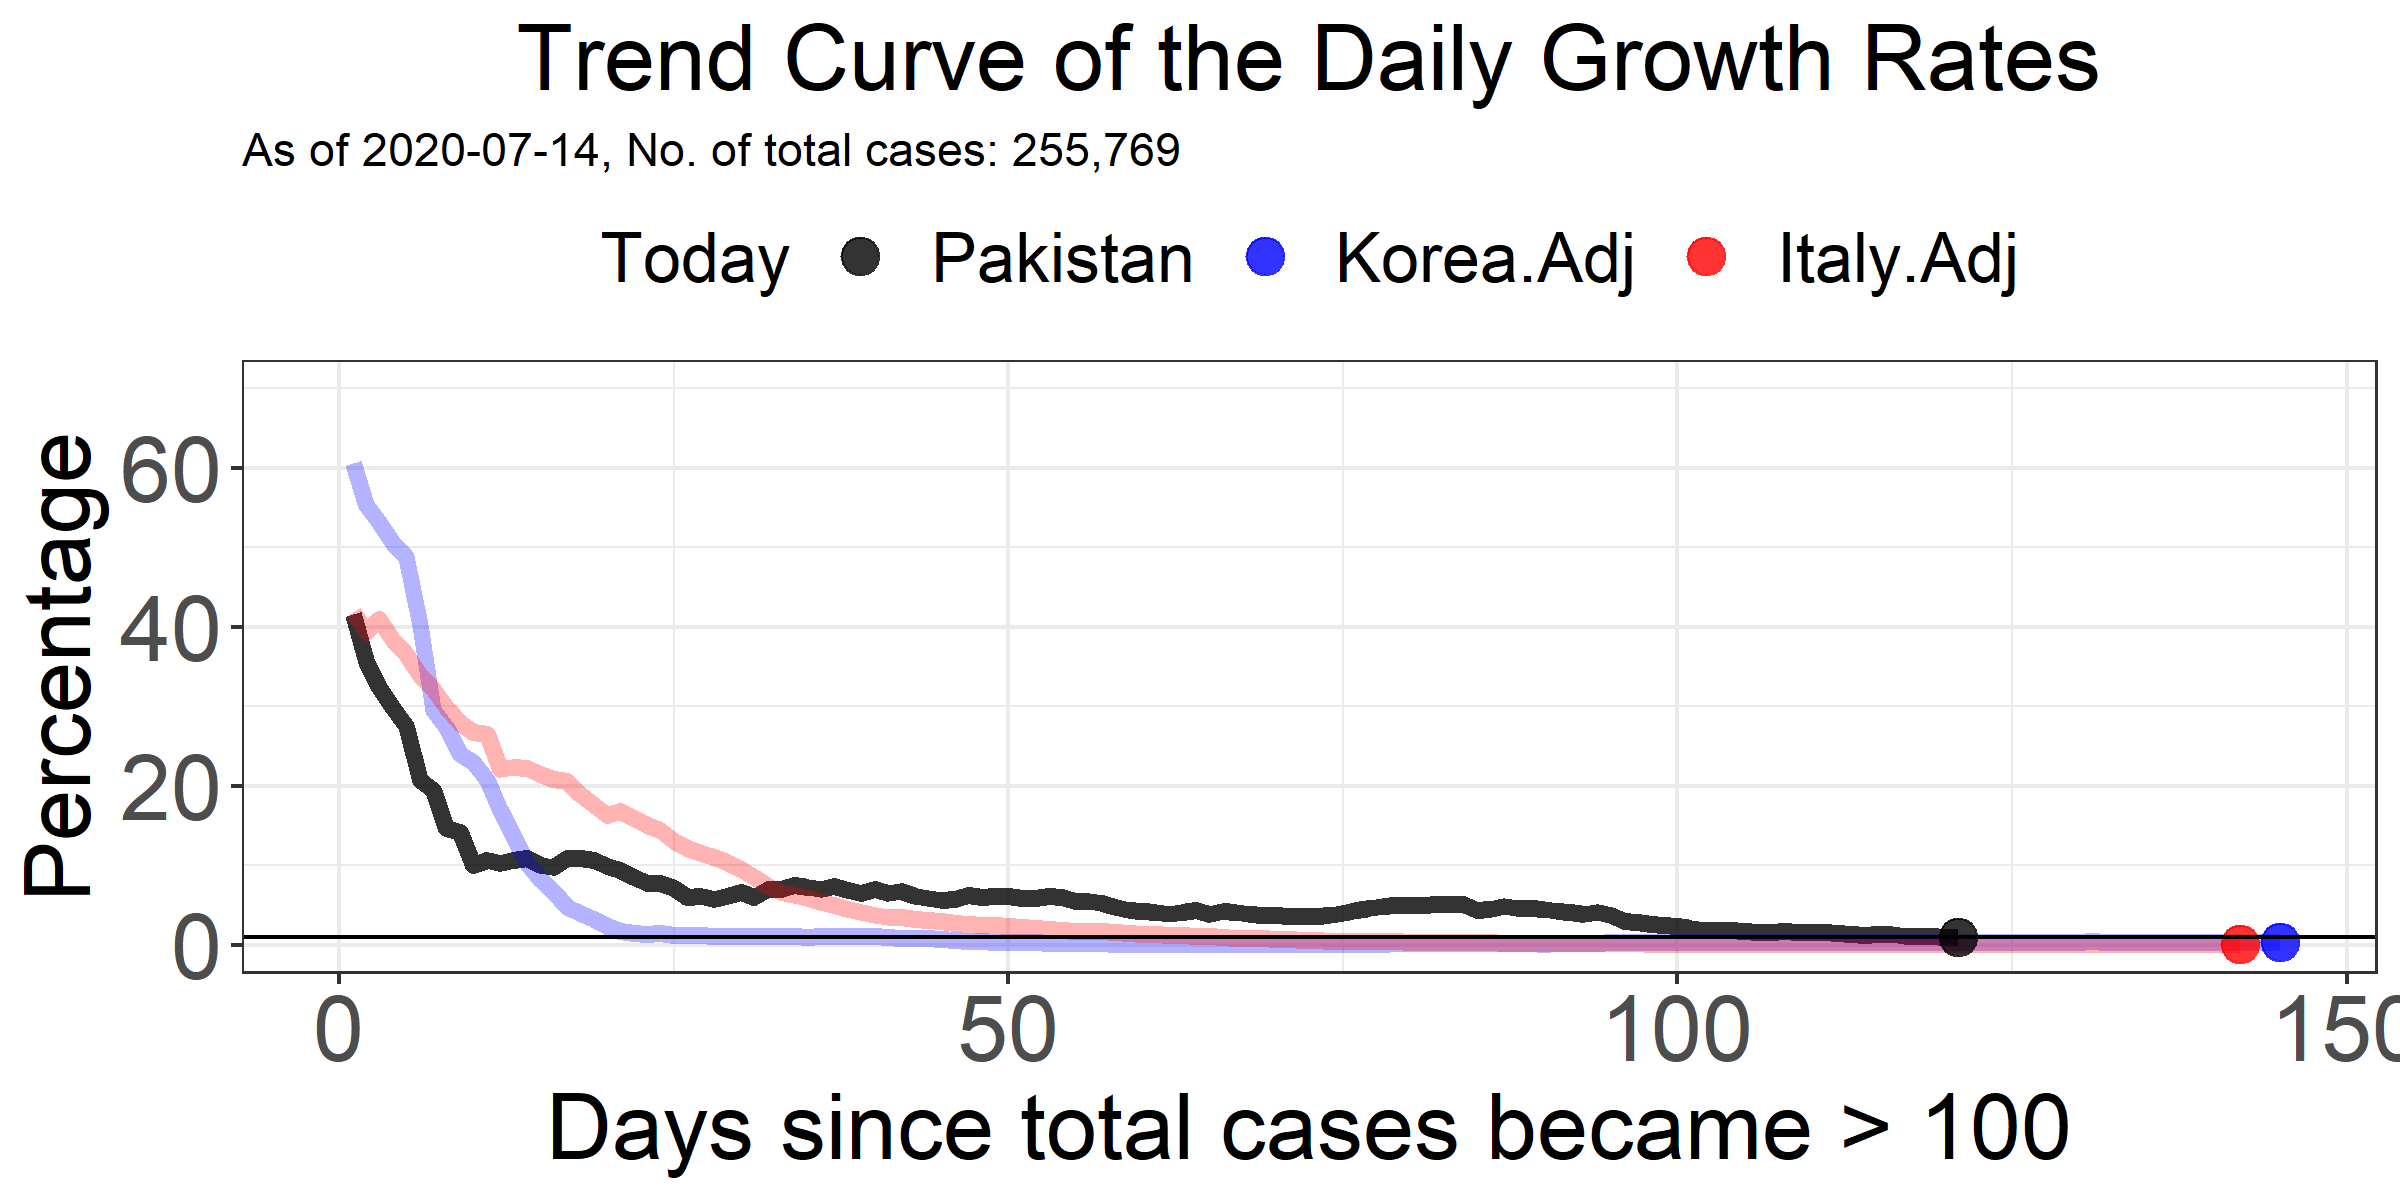 Trend Curve of the Daily Growth Rates
As of 2020-07-14, No. of total cases: 255,769
Today Pakistan Korea.Adj Italy.Adj
Percentage
60
40
20
0
0 50 100 150
Days since total cases became > 100